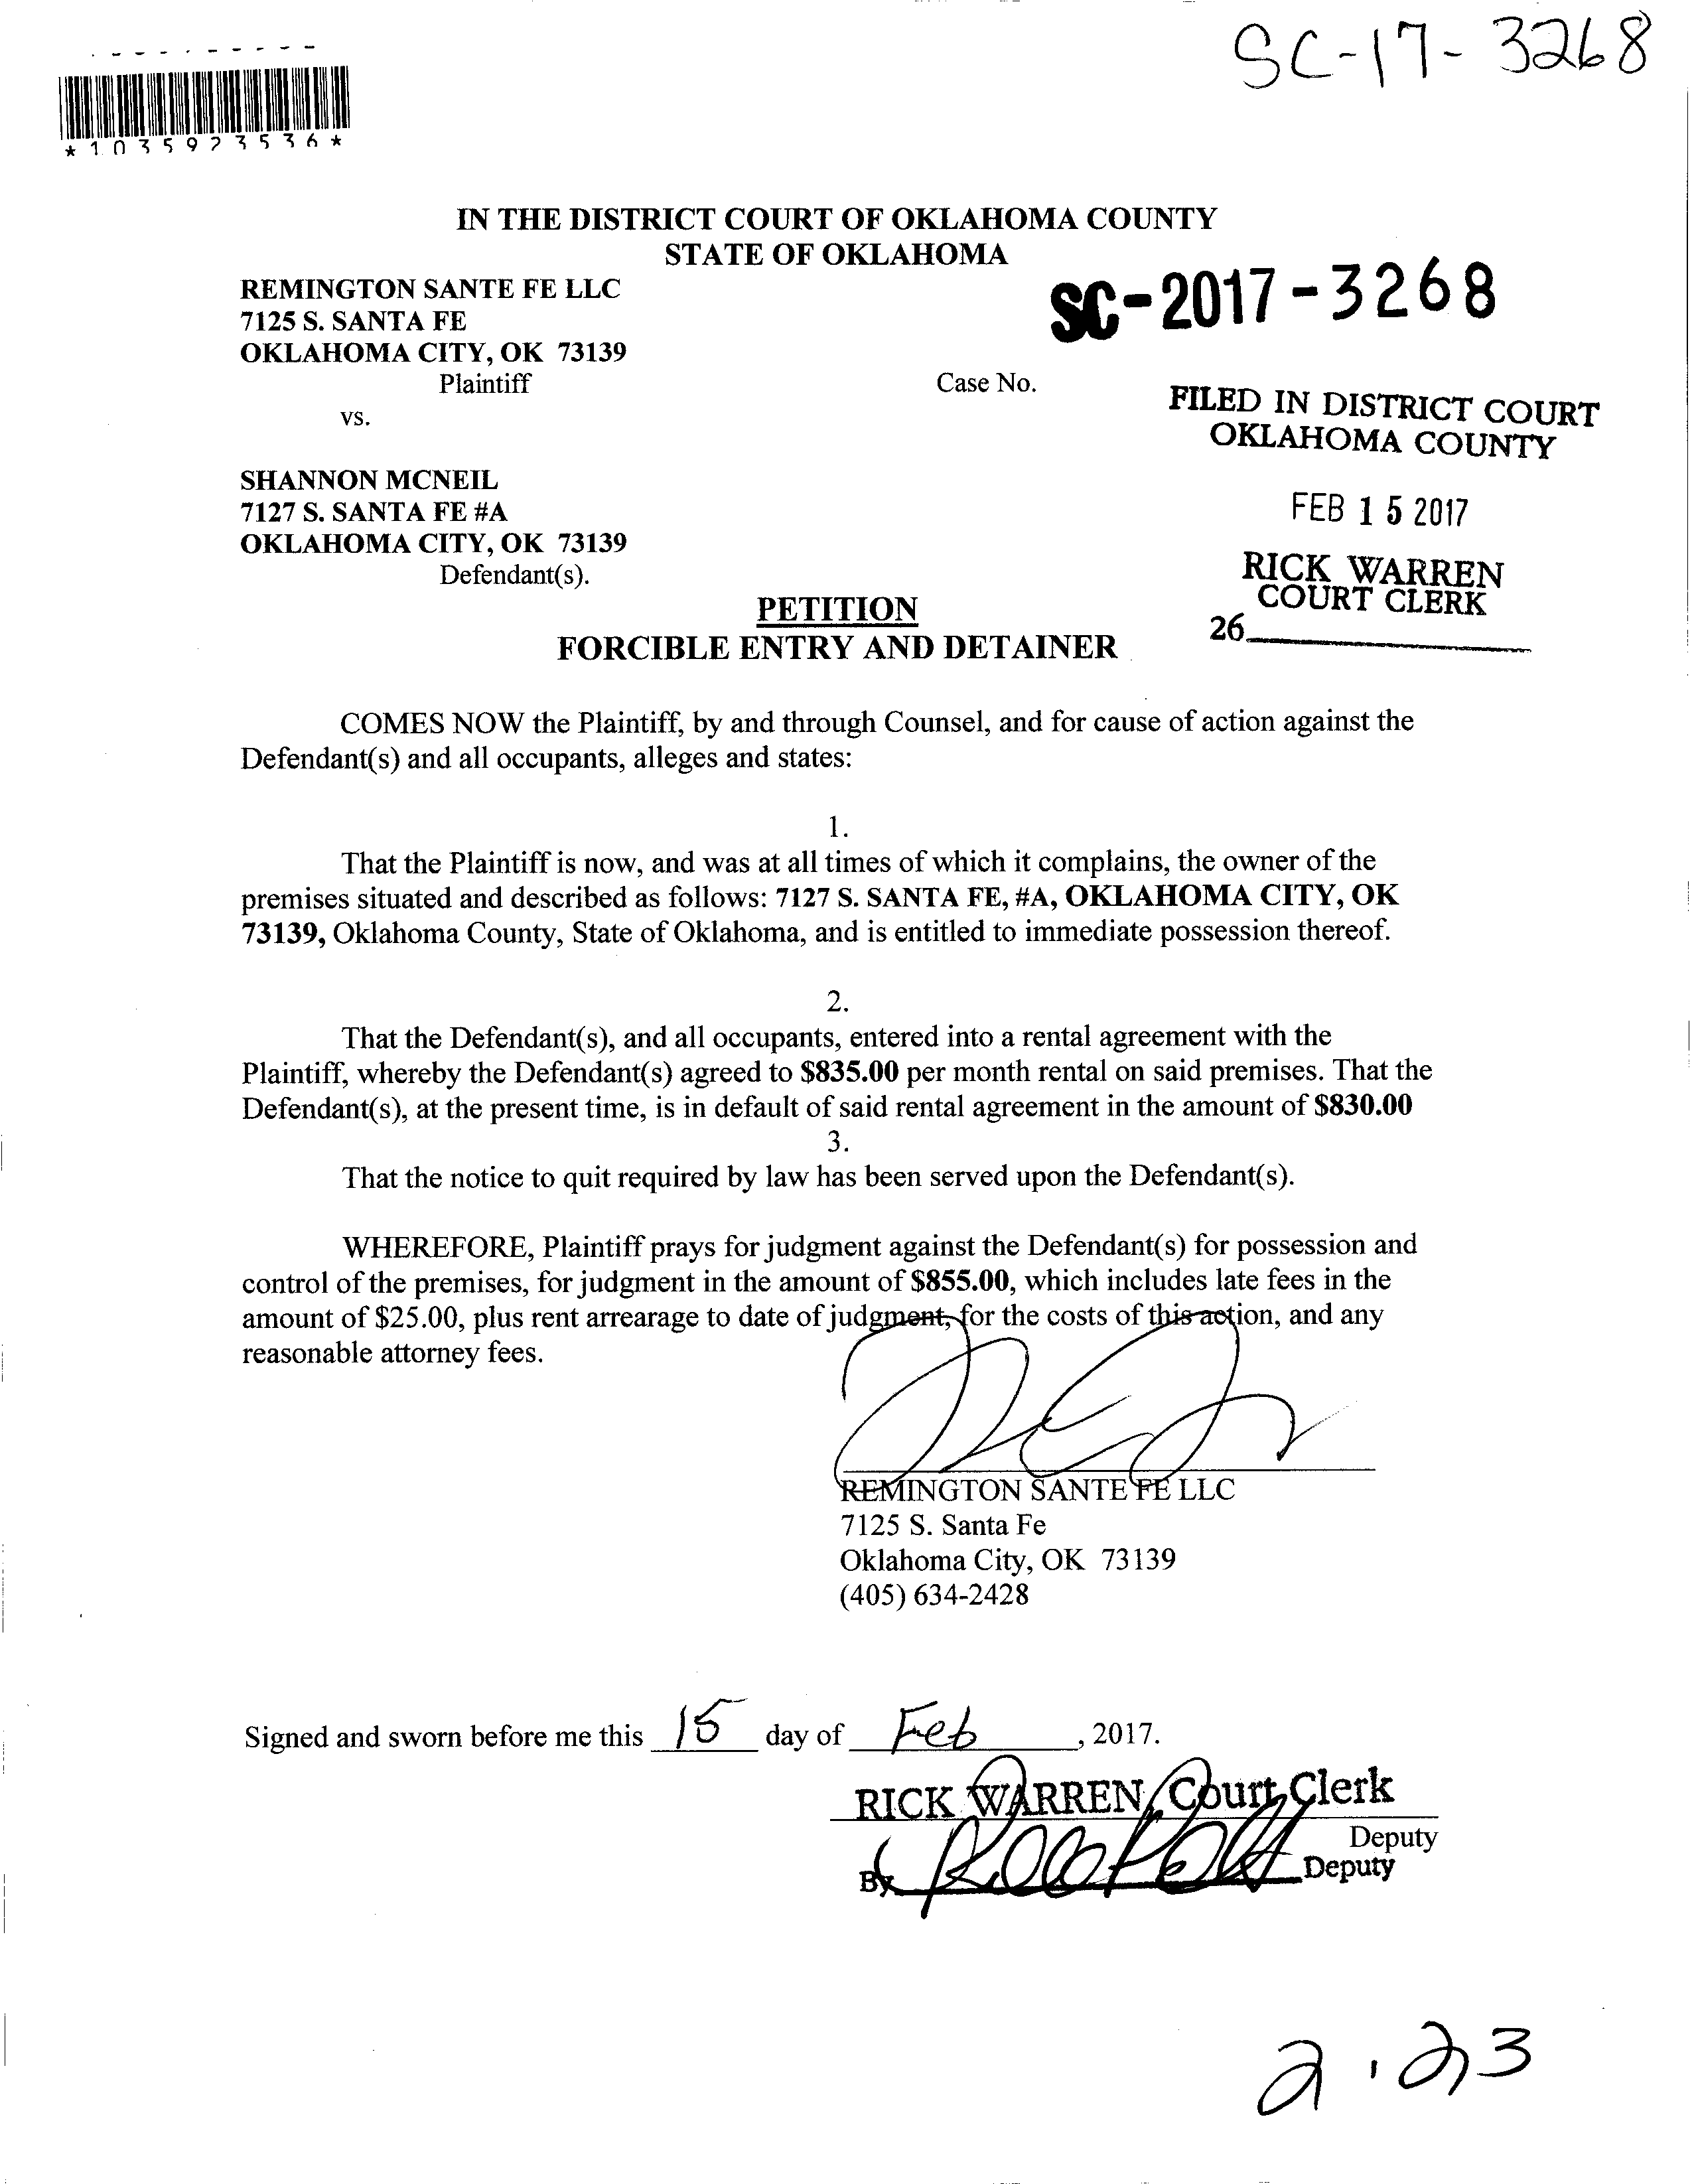 SC-17-3268
*1035923536*
IN THE DISTRICT COURT OF OKLAHOMA COUNTY
STATE OF OKLAHOMA
REMINGTON SANTE FE LLC
7125 S. SANTA FE
OKLAHOMA CITY, OK 73139
Plaintiff
SC-2017-3268
Case No.
vs.
FILED IN DISTRICT COURT
OKLAHOMA COUNTY
SHANNON MCNEIL
7127 S. SANTA FE #A
OKLAHOMA CITY, OK 73139
Defendant(s).
FEB 15 2017
RICK WARREN
COURT CLERK
26
PETITION
FORCIBLE ENTRY AND DETAINER
COMES NOW the Plaintiff, by and through Counsel, and for cause of action against the
Defendant(s) and all occupants, alleges and states:
1.
That the Plaintiff is now, and was at all times of which it complains, the owner of the
premises situated and described as follows: 7127 S. SANTA FE, #A, OKLAHOMA CITY, OK
73139, Oklahoma County, State of Oklahoma, and is entitled to immediate possession thereof.
2.
That the Defendant(s), and all occupants, entered into a rental agreement with the
Plaintiff, whereby the Defendant(s) agreed to $835.00 per month rental on said premises. That the
Defendant(s), at the present time, is in default of said rental agreement in the amount of $830.00
3.
That the notice to quit required by law has been served upon the Defendant(s).
WHEREFORE, Plaintiff prays for judgment against the Defendant(s) for possession and
control of the premises, for judgment in the amount of $855.00, which includes late fees in the
amount of $25.00, plus rent arrearage to date of judgment, for the costs of this action, and any
reasonable attorney fees.
REMINGTON SANTE FE LLC
7125 S. Santa Fe
Oklahoma City, OK 73139
(405) 634-2428
Signed and sworn before me this 15 day of Feb, 2017.
RICK WARREN, Court Clerk
Deputy
By Deputy
2.23